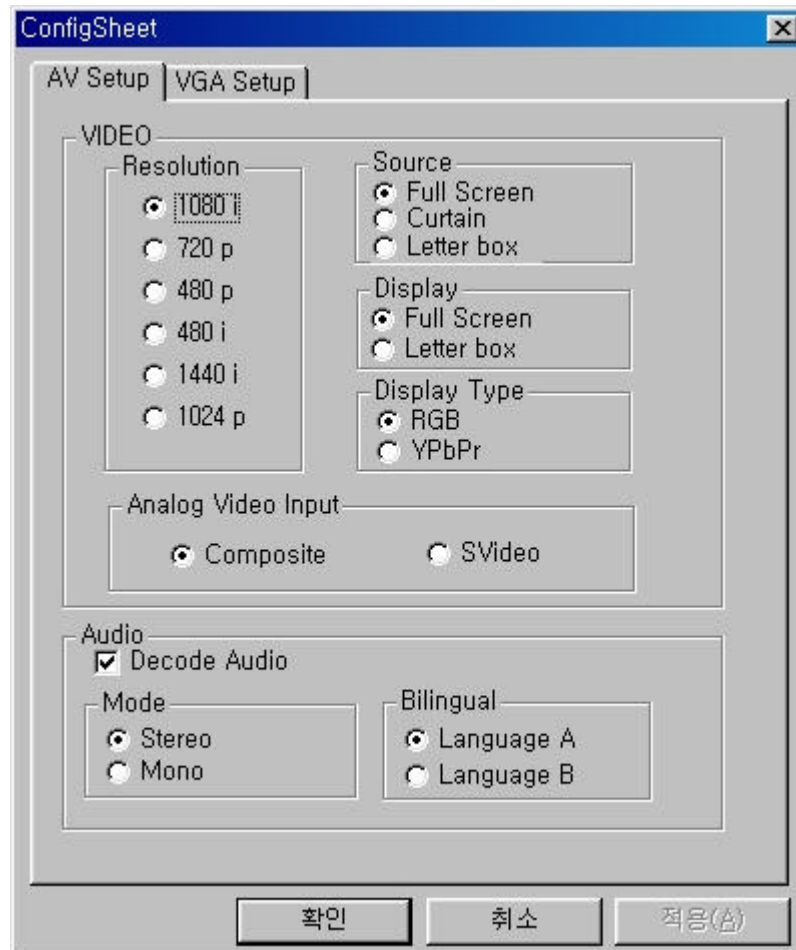 ConfigSheet
AV Setup
VGA Setup
VIDEO
Resolution
1080 i
720 p
480 p
480 i
1440 i
1024 p
Source
Full Screen
Curtain
Letter box
Display
Full Screen
Letter box
Display Type
RGB
YPbPr
Analog Video Input
Composite
SVideo
Audio
Decode Audio
Mode
Stereo
Mono
Bilingual
Language A
Language B
확인
취소
적용(A)